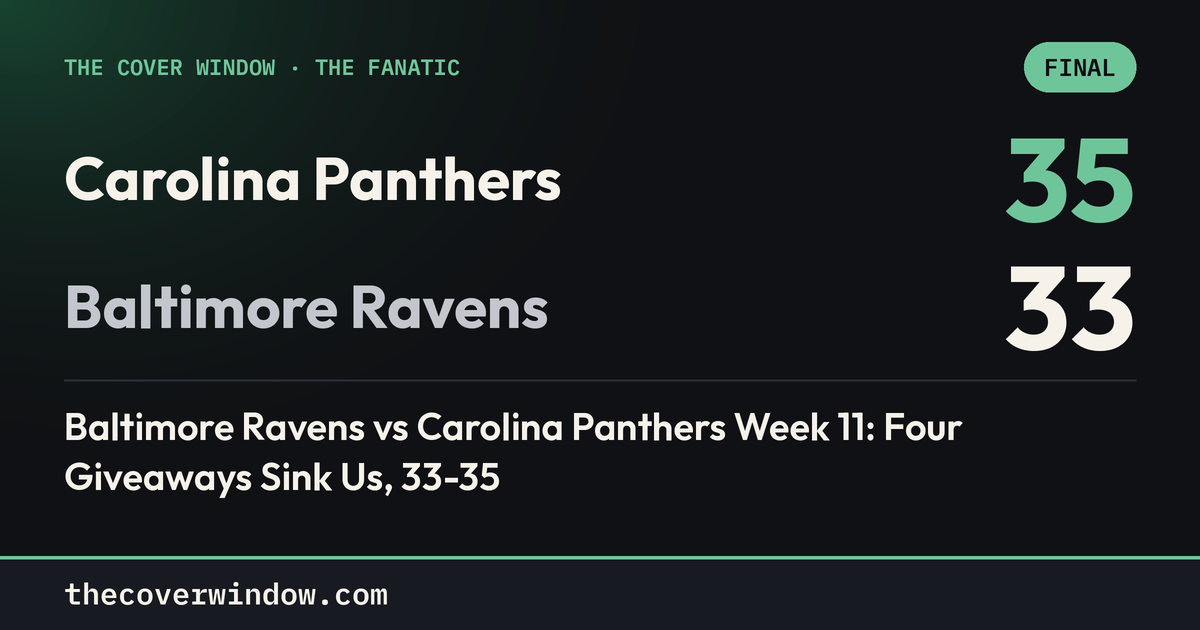 THE COVER WINDOW · THE FANATIC
FINAL
Carolina Panthers 35
Baltimore Ravens 33
Baltimore Ravens vs Carolina Panthers Week 11: Four
Giveaways Sink Us, 33-35
thecoverwindow.com